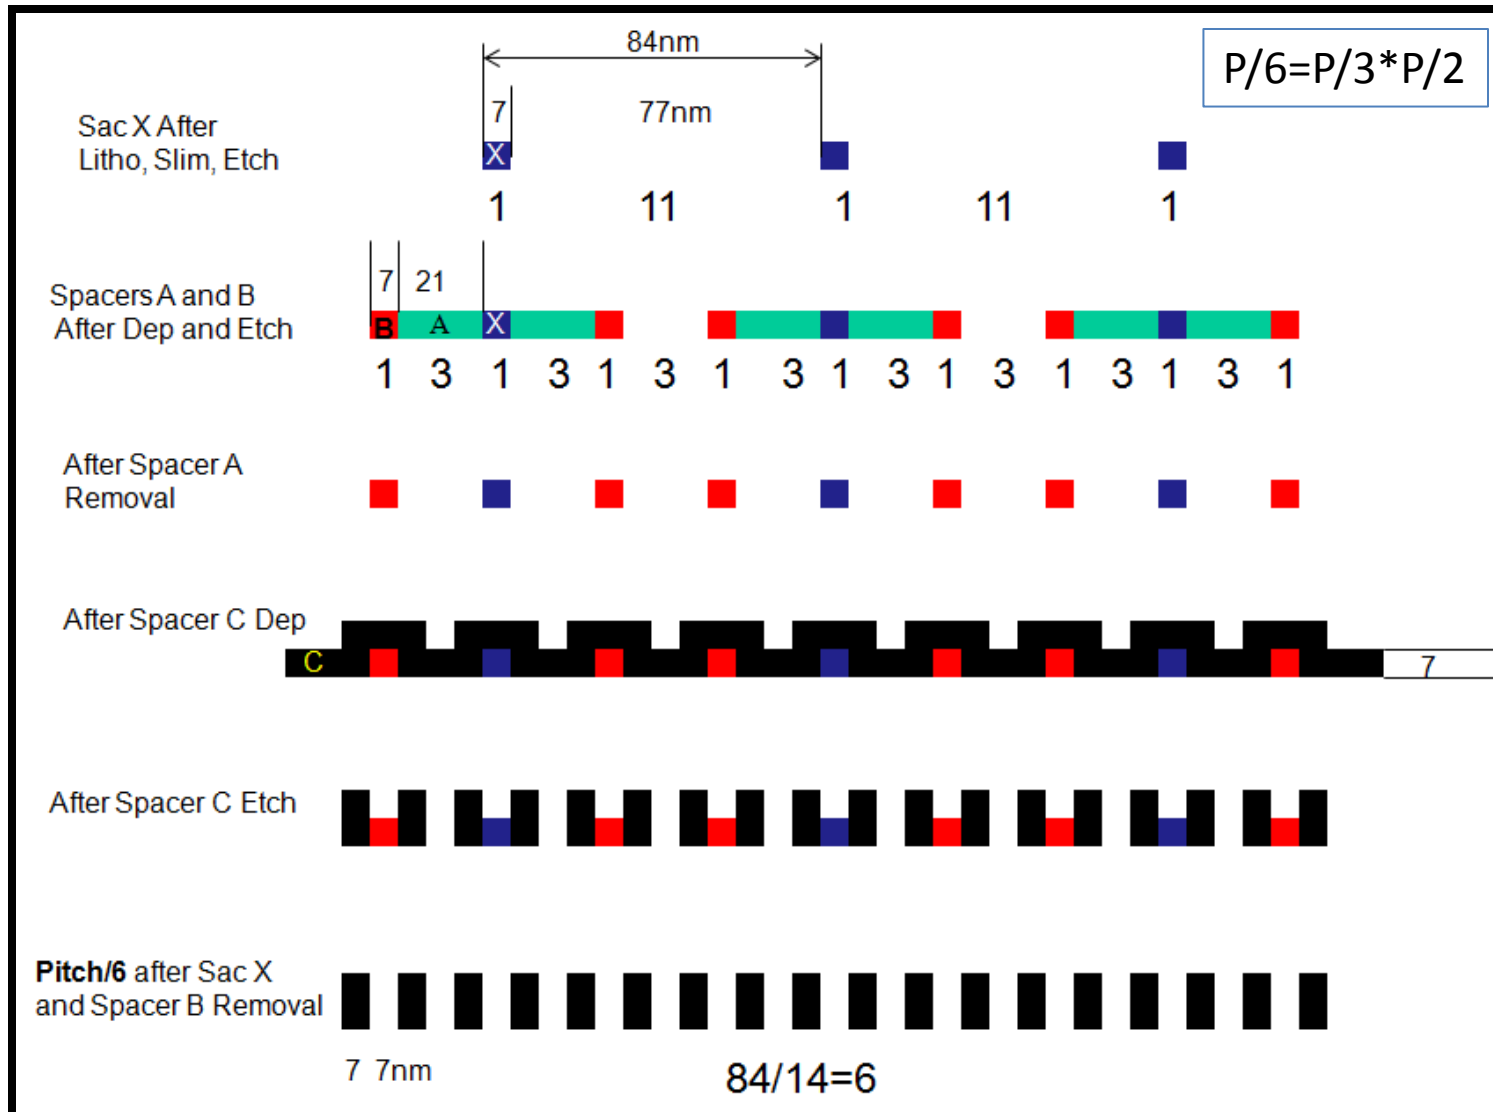 84nm
P/6=P/3*P/2
7 77nm
Sac X After
Litho, Slim, Etch
X
1 11 1 11 1
7 21
Spacers A and B
After Dep and Etch
B A X
1 3 1 3 1 3 1 3 1 3 1 3 1 3 1 3 1
After Spacer A
Removal
After Spacer C Dep
C 7
After Spacer C Etch
Pitch/6 after Sac X
and Spacer B Removal
7 7nm
84/14=6